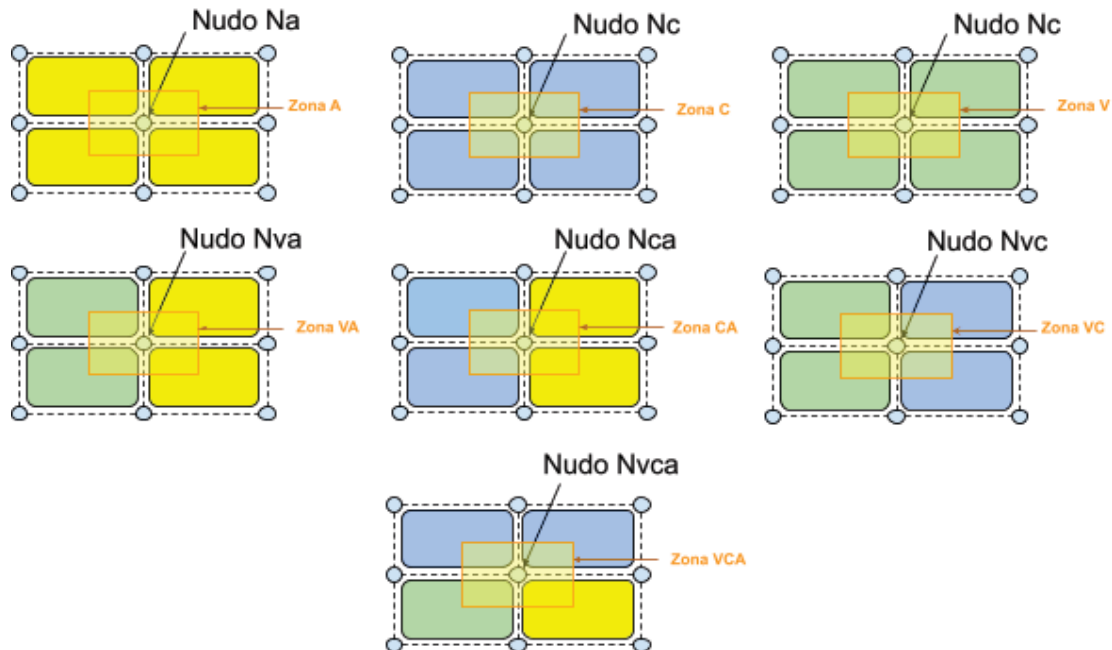 Nudo Na
Nudo Nc
Nudo Nc
Zona A
Zona C
Zona V
Nudo Nva
Nudo Nca
Nudo Nvc
Zona VA
Zona CA
Zona VC
Nudo Nvca
Zona VCA